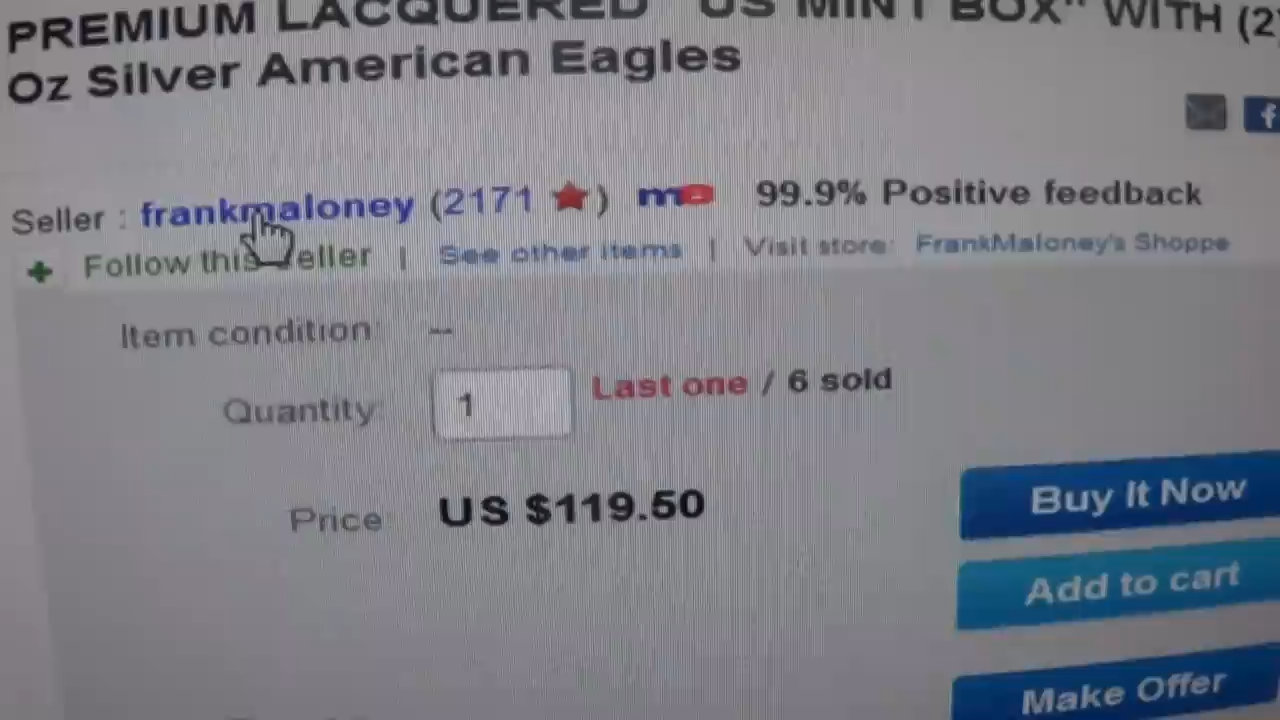 PREMIUM LACQUERED "US MINT BOX" WITH (2)
Oz Silver American Eagles
f
Seller : frankmaloney (2171 ★) me 99.9% Positive feedback
+ Follow this seller | See other items | Visit store: FrankMaloney's Shoppe
Item condition: --
Quantity: 1 Last one / 6 sold
Price US $119.50
Buy It Now
Add to cart
Make Offer